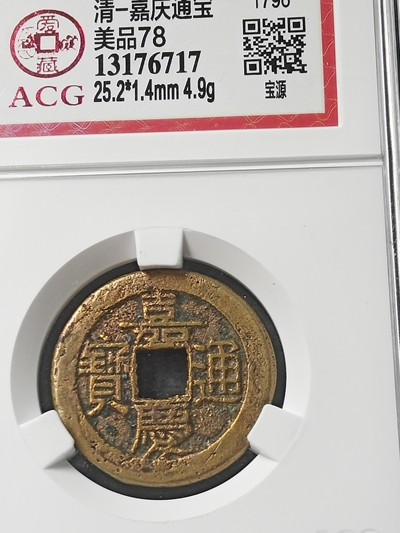 爱
藏
ACG
清-嘉庆通宝
美品78
13176717
25.2*1.4mm 4.9g
1796
宝源
嘉
慶
通
寶